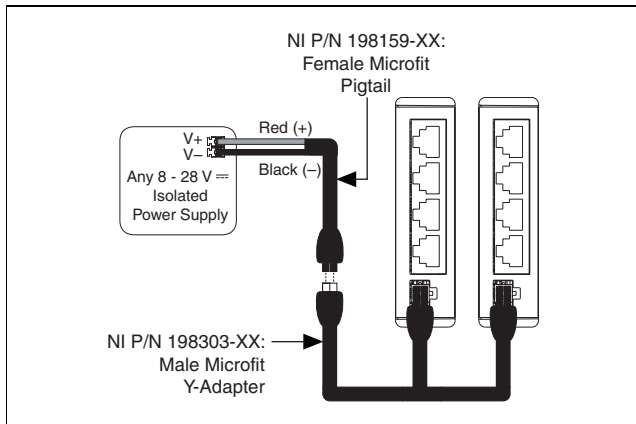 NI P/N 198159-XX:
Female Microfit
Pigtail
Red (+)
V+
V–
Black (–)
Any 8 - 28 V ⎓
Isolated
Power Supply
NI P/N 198303-XX:
Male Microfit
Y-Adapter